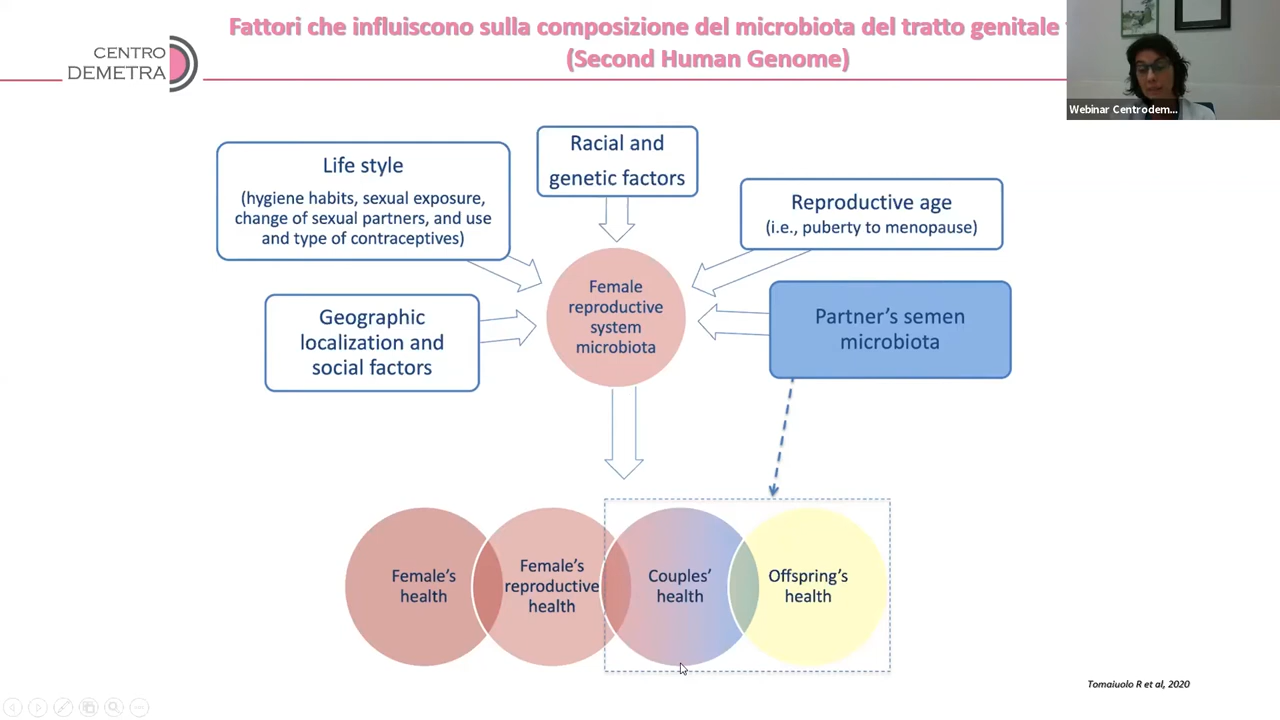 Fattori che influiscono sulla composizione del microbiota del tratto genitale
(Second Human Genome)
CENTRO
DEMETRA
Webinar Centrodem...
Life style
(hygiene habits, sexual exposure,
change of sexual partners, and use
and type of contraceptives)
Racial and
genetic factors
Reproductive age
(i.e., puberty to menopause)
Geographic
localization and
social factors
Female
reproductive
system
microbiota
Partner’s semen
microbiota
Female’s
health
Female’s
reproductive
health
Couples’
health
Offspring’s
health
Tomaiuolo R et al, 2020